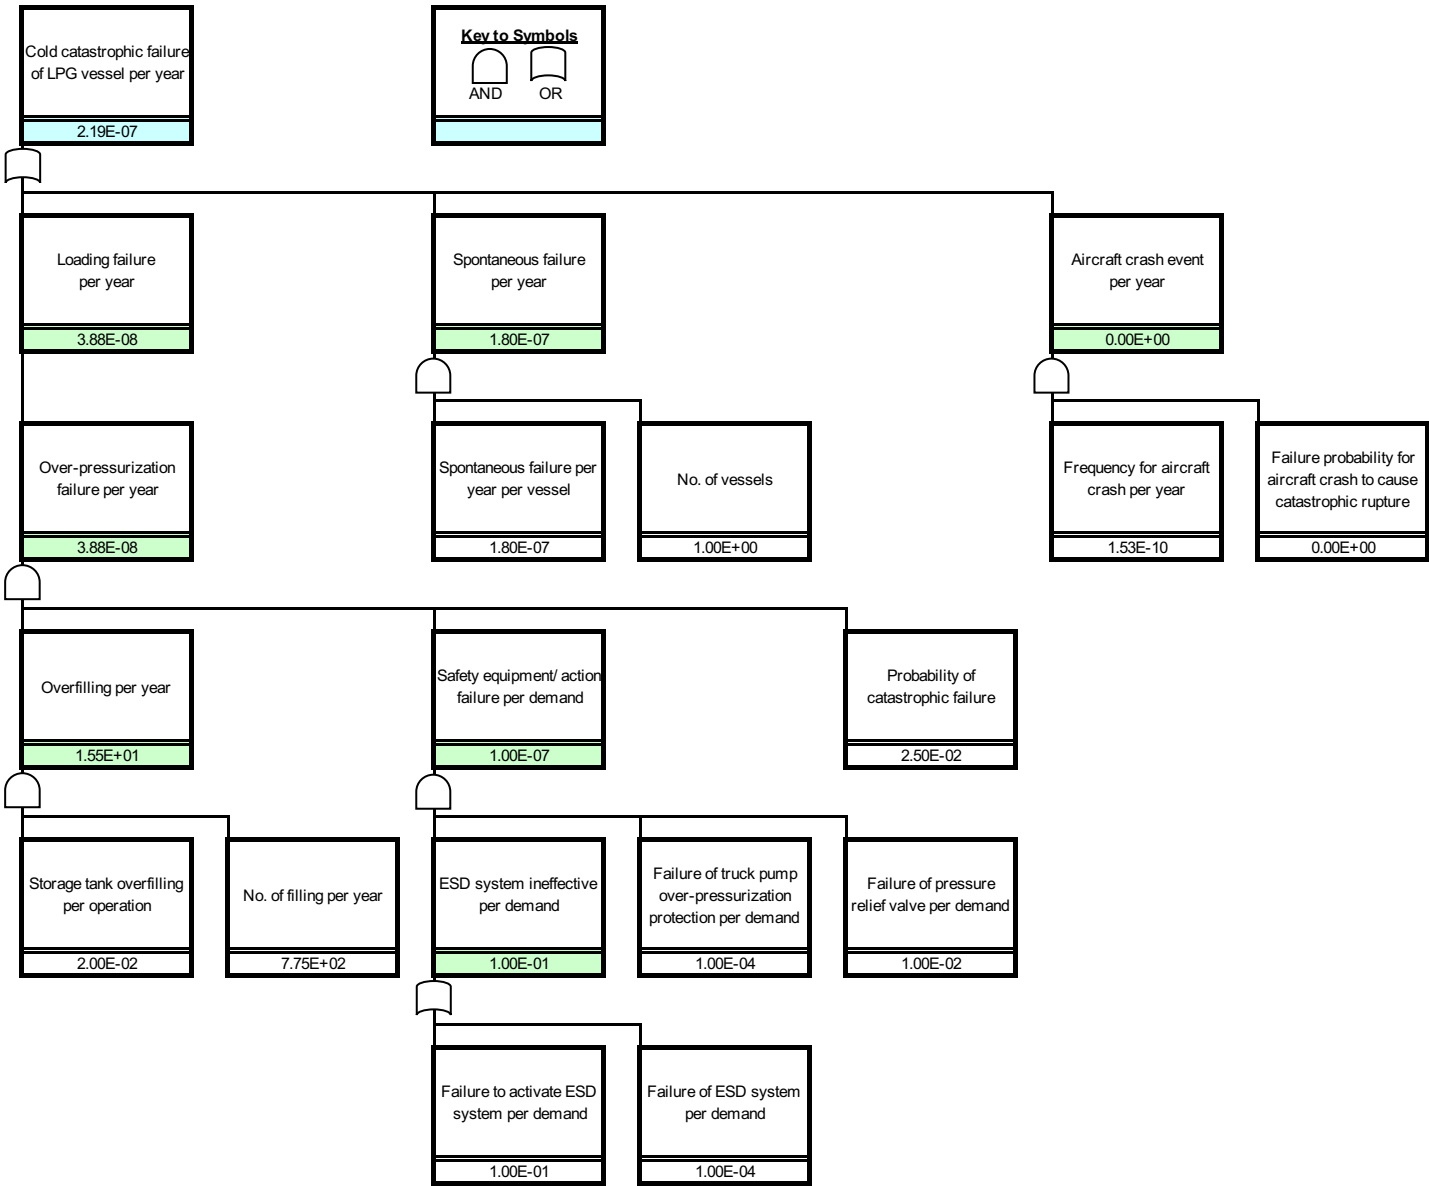 Cold catastrophic failure
of LPG vessel per year
2.19E-07
Key to Symbols
AND
OR
Loading failure
per year
3.88E-08
Spontaneous failure
per year
1.80E-07
Aircraft crash event
per year
0.00E+00
Over-pressurization
failure per year
3.88E-08
Spontaneous failure per
year per vessel
1.80E-07
No. of vessels
1.00E+00
Frequency for aircraft
crash per year
1.53E-10
Failure probability for
aircraft crash to cause
catastrophic rupture
0.00E+00
Overfilling per year
1.55E+01
Safety equipment/ action
failure per demand
1.00E-07
Probability of
catastrophic failure
2.50E-02
Storage tank overfilling
per operation
2.00E-02
No. of filling per year
7.75E+02
ESD system ineffective
per demand
1.00E-01
Failure of truck pump
over-pressurization
protection per demand
1.00E-04
Failure of pressure
relief valve per demand
1.00E-02
Failure to activate ESD
system per demand
1.00E-01
Failure of ESD system
per demand
1.00E-04